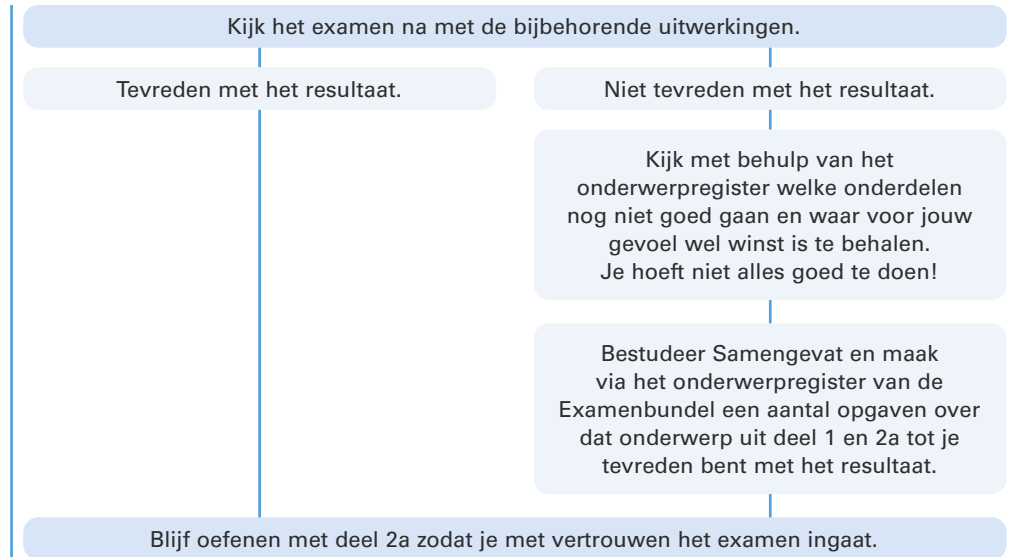 Kijk het examen na met de bijbehorende uitwerkingen.
Tevreden met het resultaat.
Niet tevreden met het resultaat.
Kijk met behulp van het
onderwerpregister welke onderdelen
nog niet goed gaan en waar voor jouw
gevoel wel winst is te behalen.
Je hoeft niet alles goed te doen!
Bestudeer Samengevat en maak
via het onderwerpregister van de
Examenbundel een aantal opgaven over
dat onderwerp uit deel 1 en 2a tot je
tevreden bent met het resultaat.
Blijf oefenen met deel 2a zodat je met vertrouwen het examen ingaat.